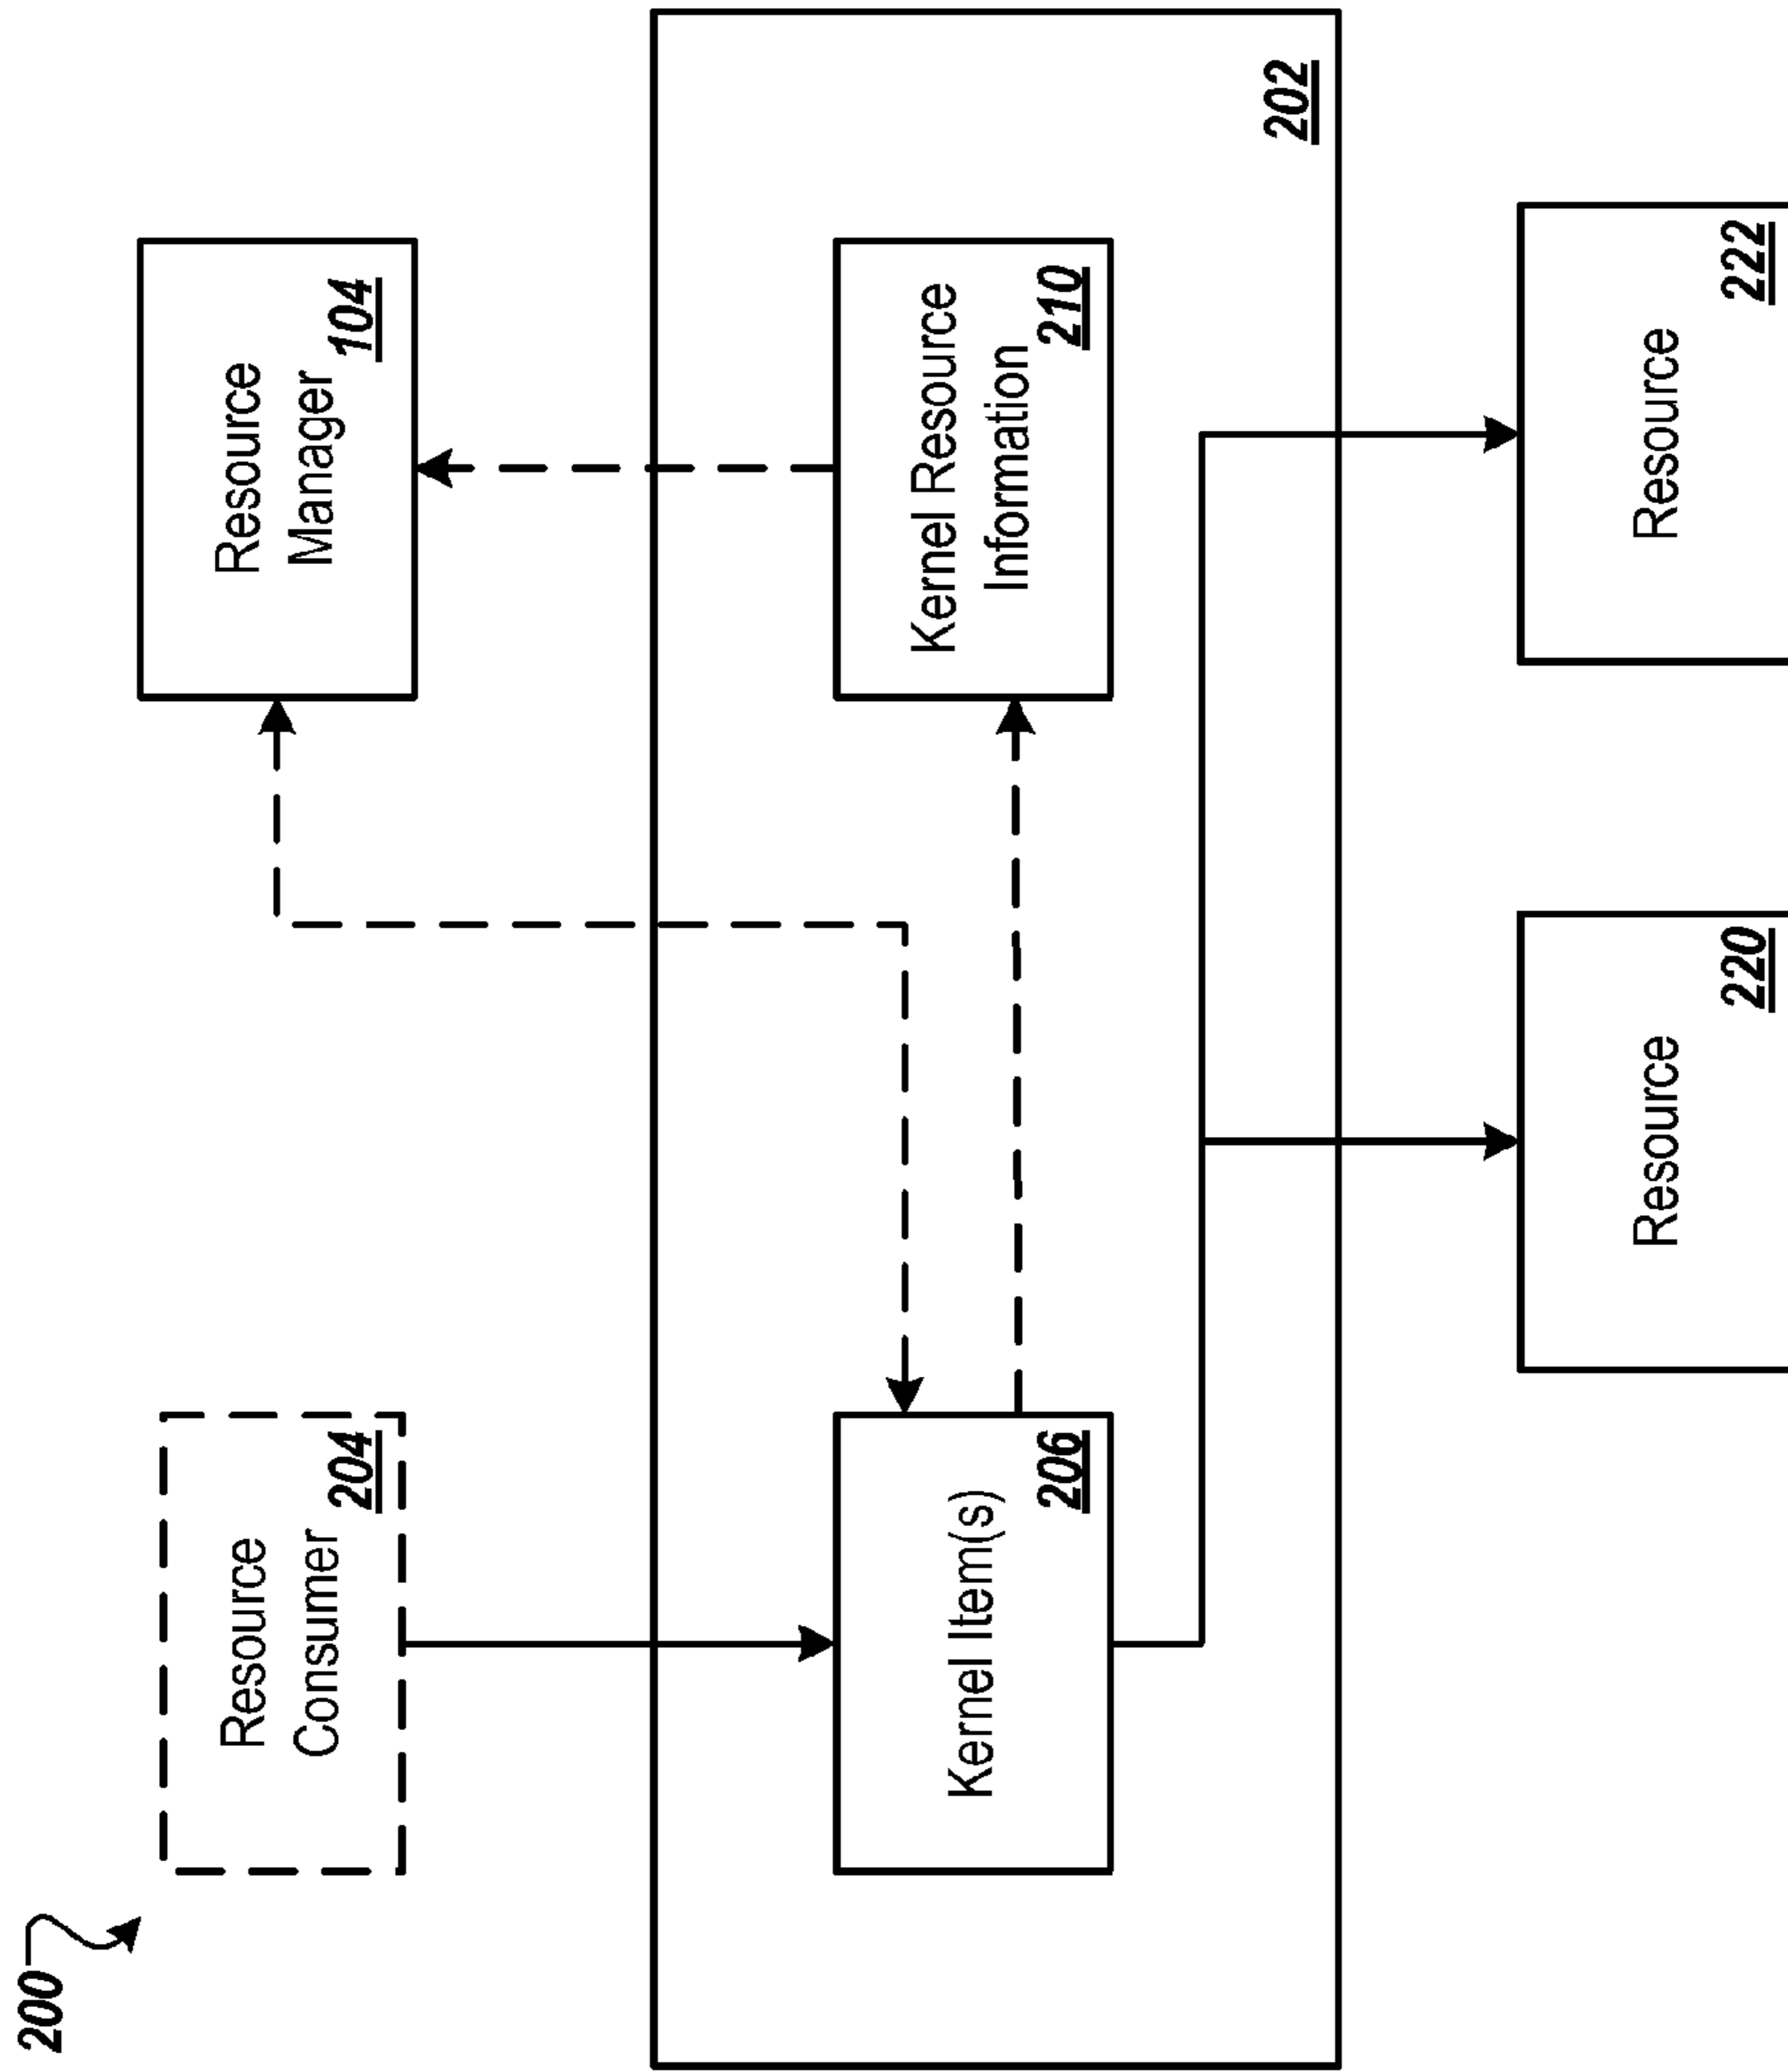 200
Resource
Consumer
204
Resource
Manager
104
Kernel Item(s)
206
Kernel Resource
Information
210
202
Resource
220
Resource
222